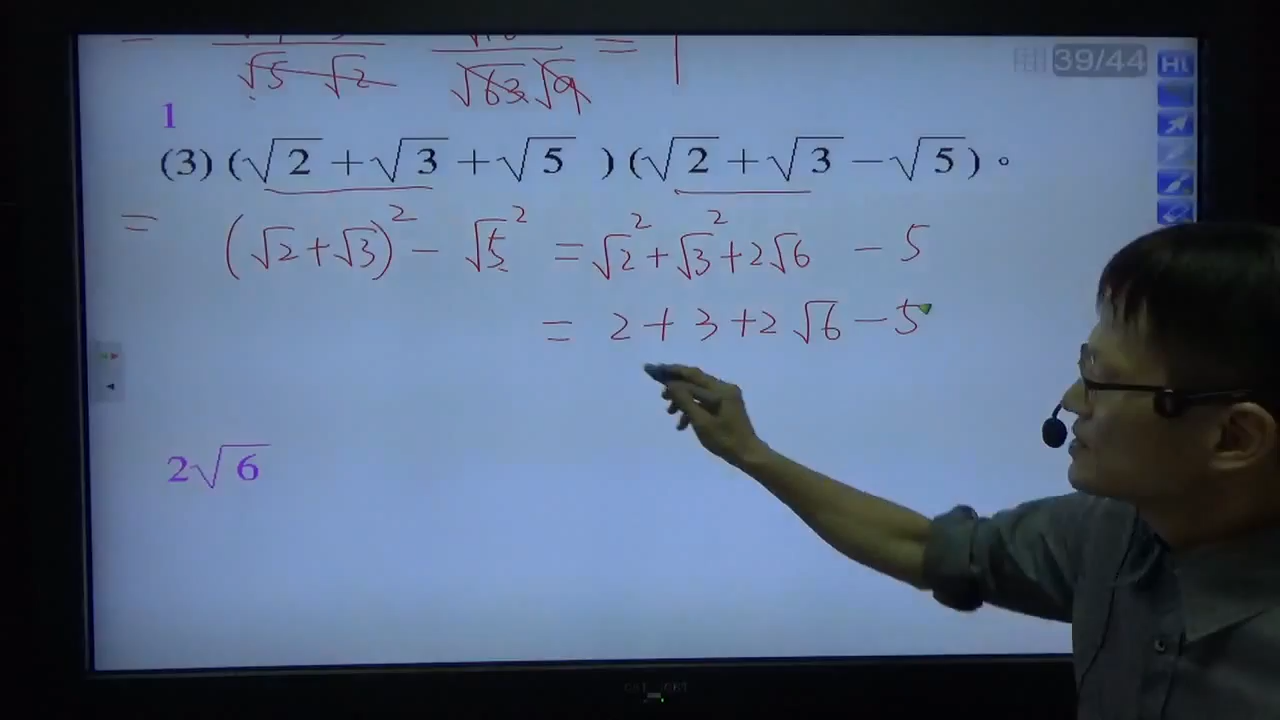 39/44
Hl
= √5 √2 √63 √9 = 1
1
(3) (√2 + √3 + √5 ) (√2 + √3 − √5) 。
= (√2 + √3)² − √5² = √2² + √3² + 2√6 − 5
= 2 + 3 + 2√6 − 5
2√6